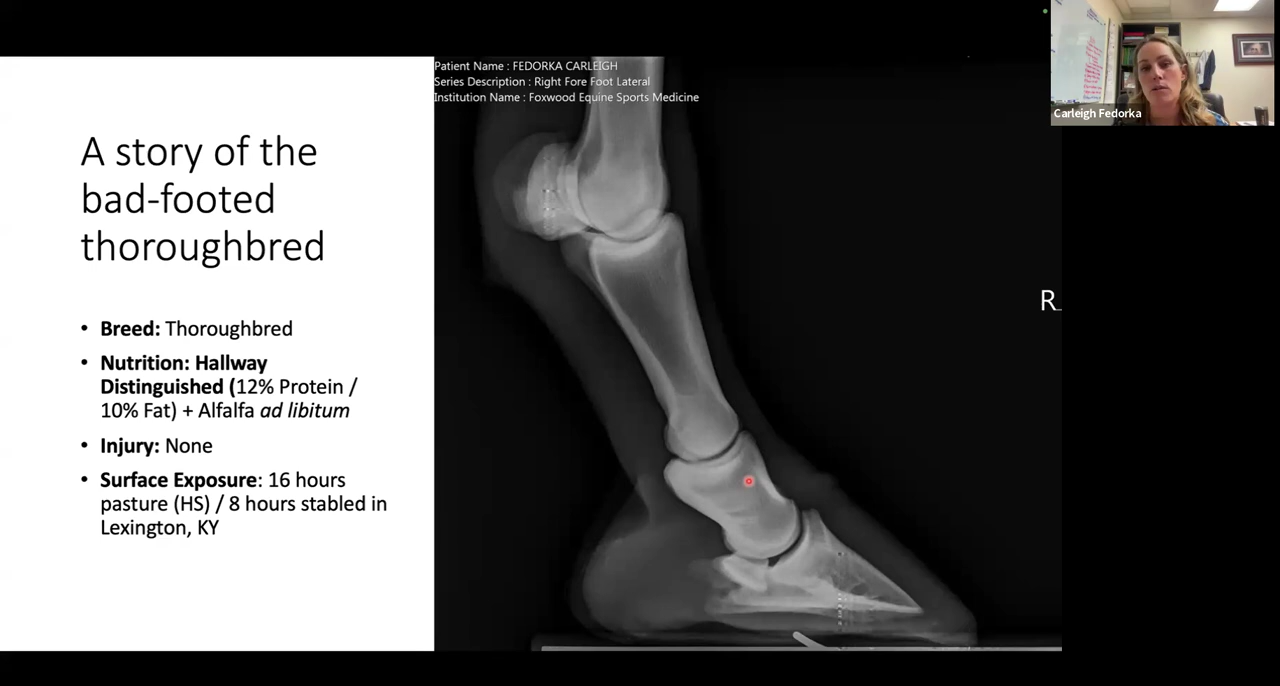 Patient Name : FEDORKA CARLEIGH
Series Description : Right Fore Foot Lateral
Institution Name : Foxwood Equine Sports Medicine
Carleigh Fedorka
A story of the
bad-footed
thoroughbred
• Breed: Thoroughbred
• Nutrition: Hallway
Distinguished (12% Protein /
10% Fat) + Alfalfa ad libitum
• Injury: None
• Surface Exposure: 16 hours
pasture (HS) / 8 hours stabled in
Lexington, KY
R